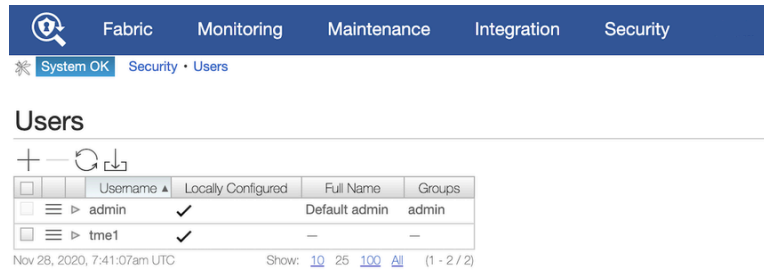 Fabric Monitoring Maintenance Integration Security
System OK Security • Users
Users
Username ▲ Locally Configured Full Name Groups
admin ✓ Default admin admin
tme1 ✓ — —
Nov 28, 2020, 7:41:07am UTC Show: 10 25 100 All (1 - 2 / 2)